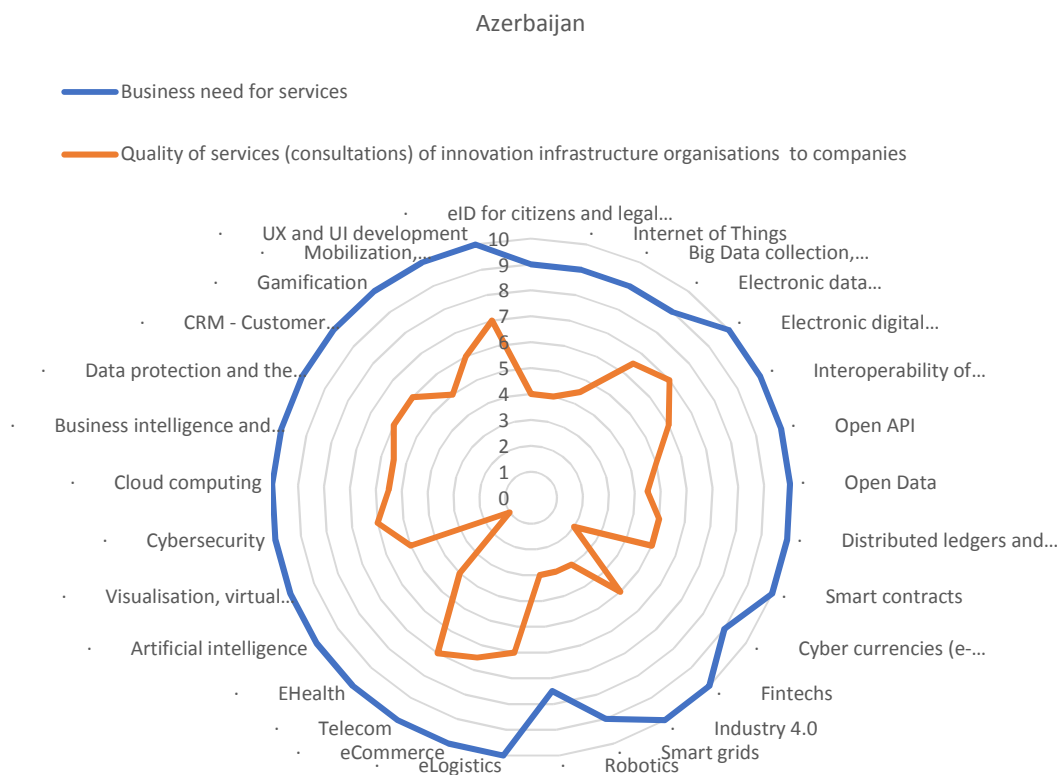 Azerbaijan
Business need for services
Quality of services (consultations) of innovation infrastructure organisations to companies
· eID for citizens and legal...
· Internet of Things
· Big Data collection,...
· Electronic data...
· Electronic digital...
· Interoperability of...
· Open API
· Open Data
· Distributed ledgers and...
· Smart contracts
· Cyber currencies (e-...
· Fintechs
· Industry 4.0
· Smart grids
· Robotics
· eLogistics
· eCommerce
· Telecom
· EHealth
· Artificial intelligence
· Visualisation, virtual...
· Cybersecurity
· Cloud computing
· Business intelligence and...
· Data protection and the...
· CRM - Customer...
· Gamification
· Mobilization,...
· UX and UI development
10
9
8
7
6
5
4
3
2
1
0